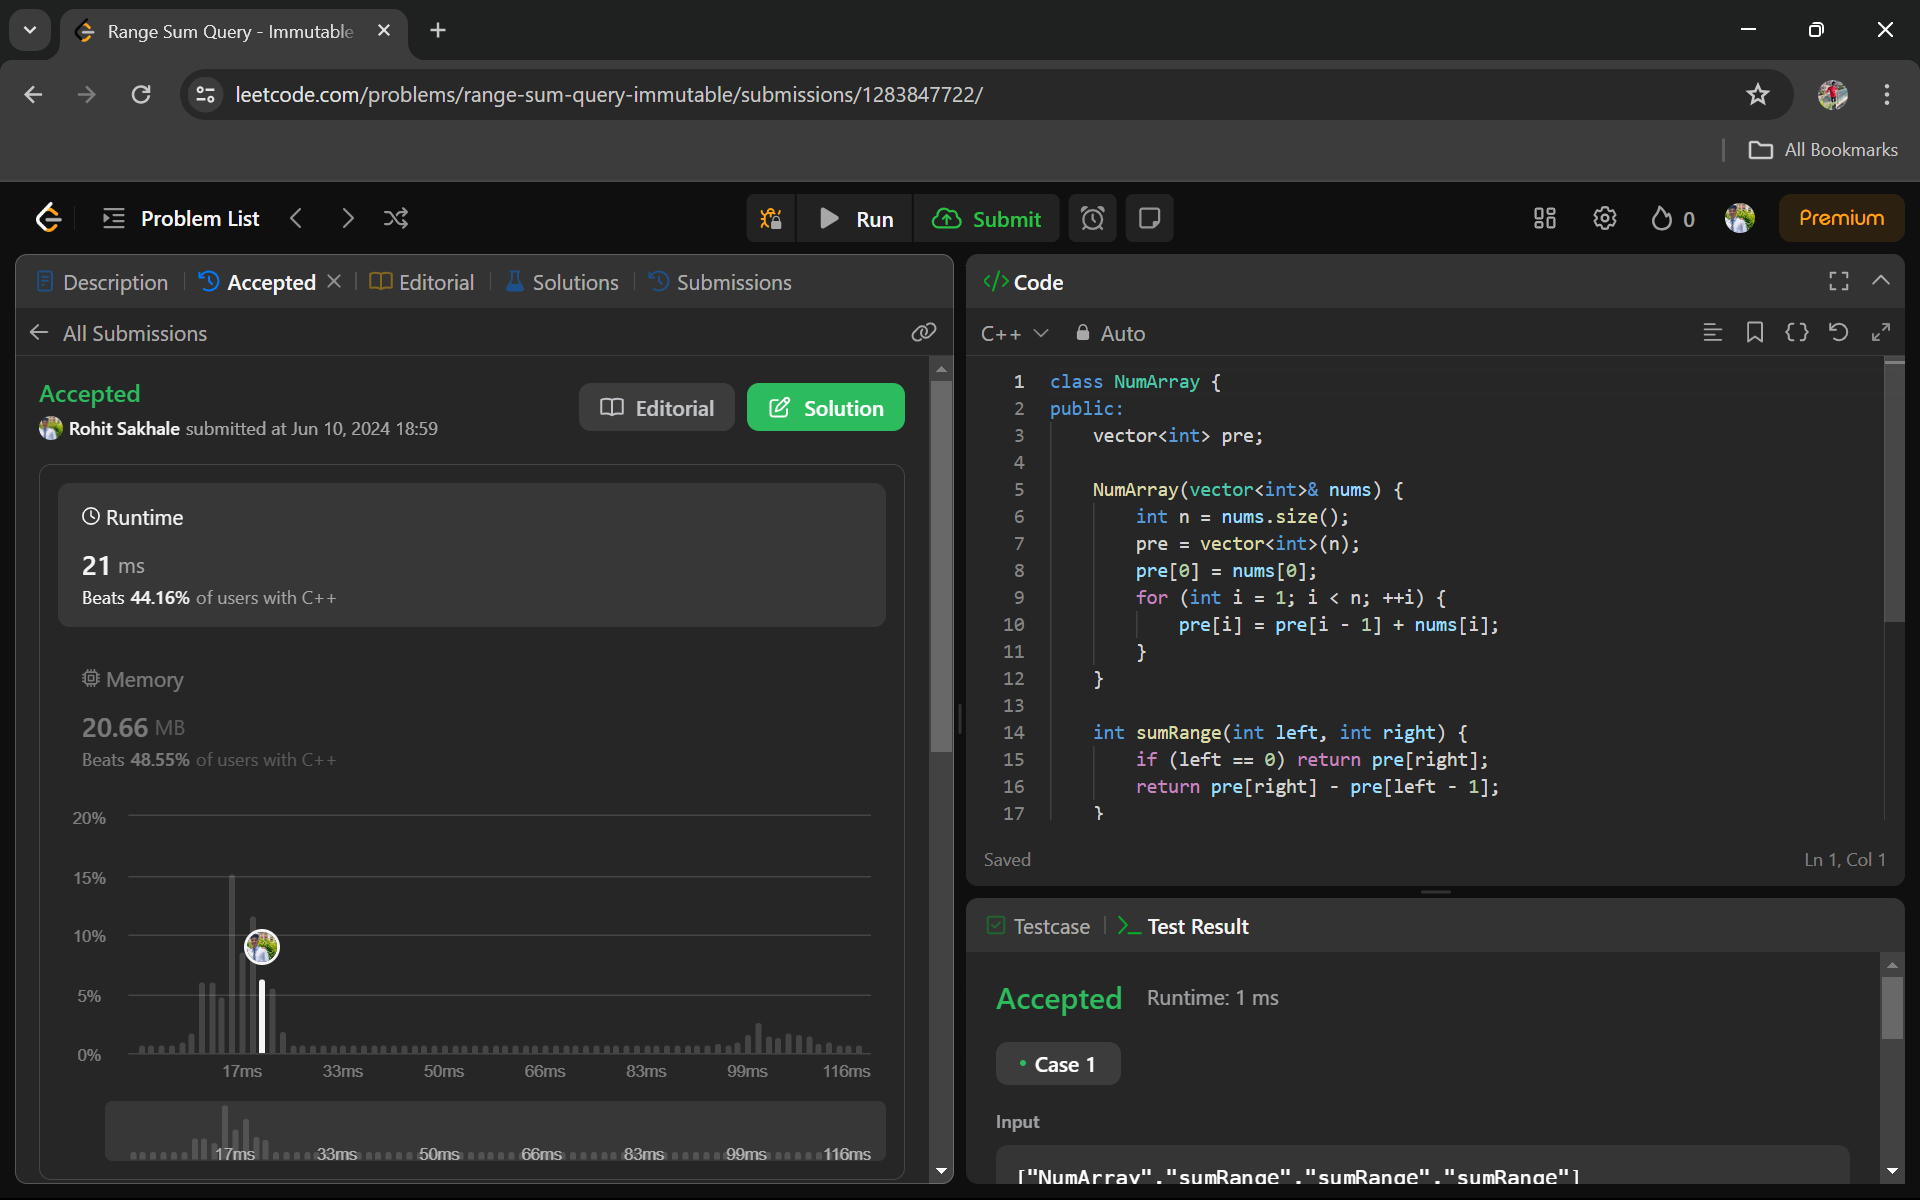 Range Sum Query - Immutable
leetcode.com/problems/range-sum-query-immutable/submissions/1283847722/
All Bookmarks
Problem List
Run
Submit
0
Premium
Description
Accepted
Editorial
Solutions
Submissions
All Submissions
Accepted
Rohit Sakhale submitted at Jun 10, 2024 18:59
Editorial
Solution
Runtime
21 ms
Beats 44.16% of users with C++
Memory
20.66 MB
Beats 48.55% of users with C++
20%
15%
10%
5%
0%
17ms 33ms 50ms 66ms 83ms 99ms 116ms
17ms 33ms 50ms 66ms 83ms 99ms 116ms
</> Code
C++ Auto
1 class NumArray {
2 public:
3 vector<int> pre;
4
5 NumArray(vector<int>& nums) {
6 int n = nums.size();
7 pre = vector<int>(n);
8 pre[0] = nums[0];
9 for (int i = 1; i < n; ++i) {
10 pre[i] = pre[i - 1] + nums[i];
11 }
12 }
13
14 int sumRange(int left, int right) {
15 if (left == 0) return pre[right];
16 return pre[right] - pre[left - 1];
17 }
Saved
Ln 1, Col 1
Testcase
Test Result
Accepted Runtime: 1 ms
Case 1
Input
["NumArray","sumRange","sumRange","sumRange"]